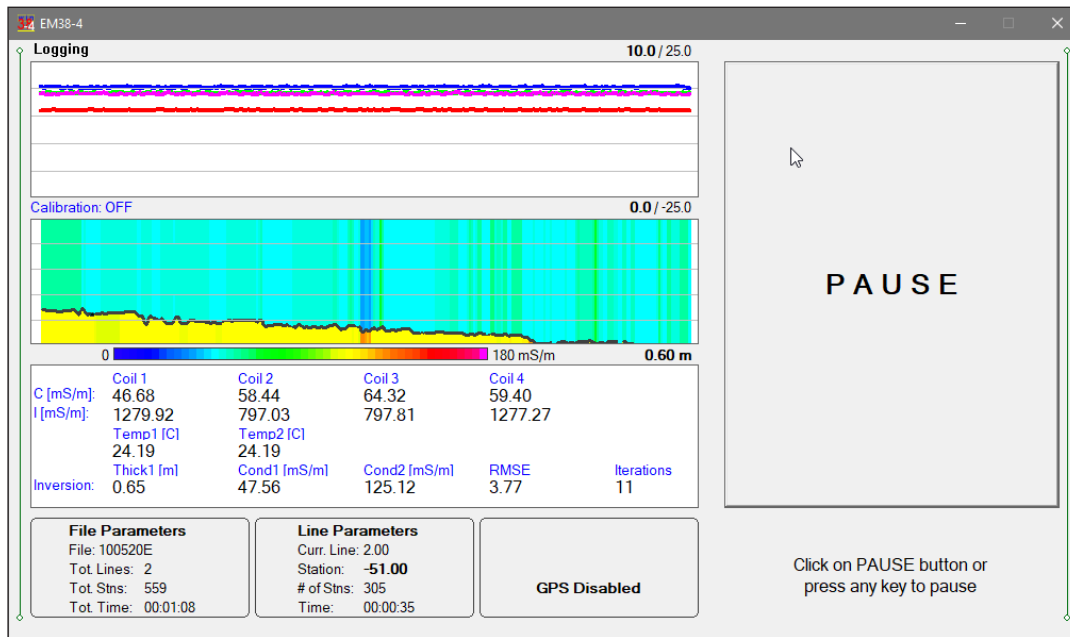 EM38-4
Logging 10.0 / 25.0
Calibration: OFF 0.0 / -25.0
0 180 mS/m 0.60 m
Coil 1 Coil 2 Coil 3 Coil 4
C [mS/m]: 46.68 58.44 64.32 59.40
I [mS/m]: 1279.92 797.03 797.81 1277.27
Temp1 [C] Temp2 [C]
24.19 24.19
Thick1 [m] Cond1 [mS/m] Cond2 [mS/m] RMSE Iterations
Inversion: 0.65 47.56 125.12 3.77 11
File Parameters
File: 100520E
Tot. Lines: 2
Tot. Stns: 559
Tot. Time: 00:01:08
Line Parameters
Curr. Line: 2.00
Station: -51.00
# of Stns: 305
Time: 00:00:35
GPS Disabled
PAUSE
Click on PAUSE button or
press any key to pause